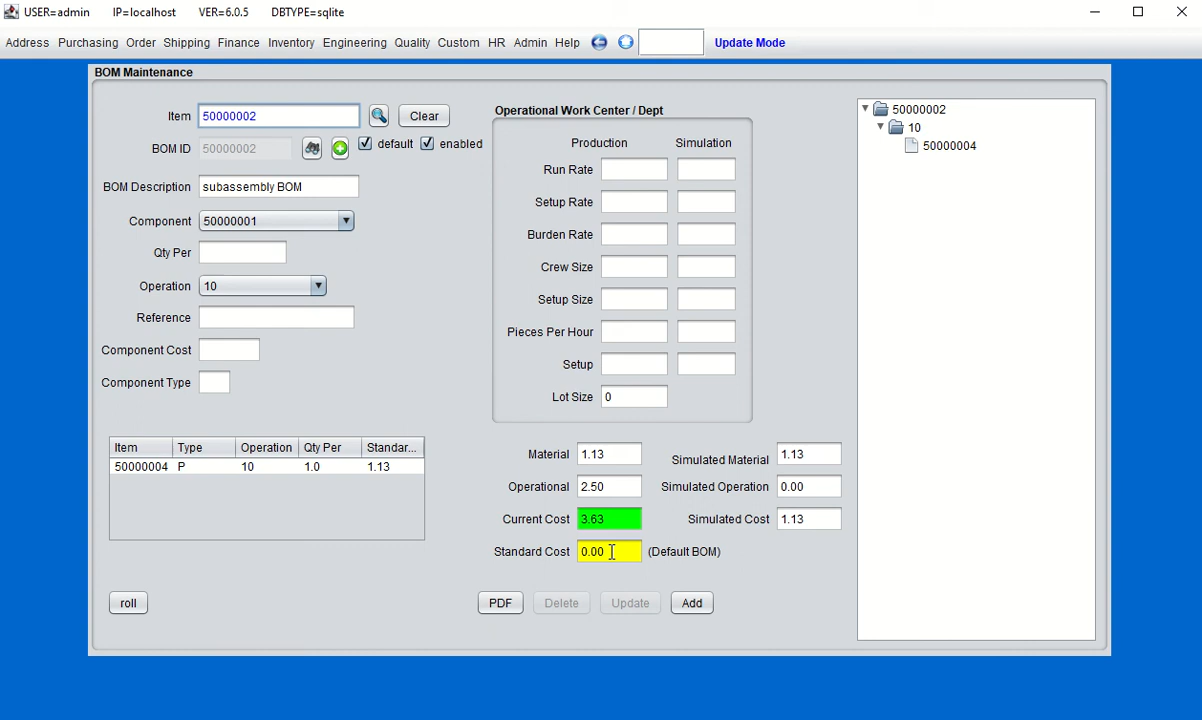 USER=admin IP=localhost VER=6.0.5 DBTYPE=sqlite
Address Purchasing Order Shipping Finance Inventory Engineering Quality Custom HR Admin Help Update Mode
BOM Maintenance
Item 50000002 Clear
BOM ID 50000002 default enabled
BOM Description subassembly BOM
Component 50000001
Qty Per
Operation 10
Reference
Component Cost
Component Type
Item Type Operation Qty Per Standar...
50000004 P 10 1.0 1.13
roll
Operational Work Center / Dept
Production Simulation
Run Rate
Setup Rate
Burden Rate
Crew Size
Setup Size
Pieces Per Hour
Setup
Lot Size 0
Material 1.13 Simulated Material 1.13
Operational 2.50 Simulated Operation 0.00
Current Cost 3.63 Simulated Cost 1.13
Standard Cost 0.00 (Default BOM)
PDF Delete Update Add
50000002
10
50000004